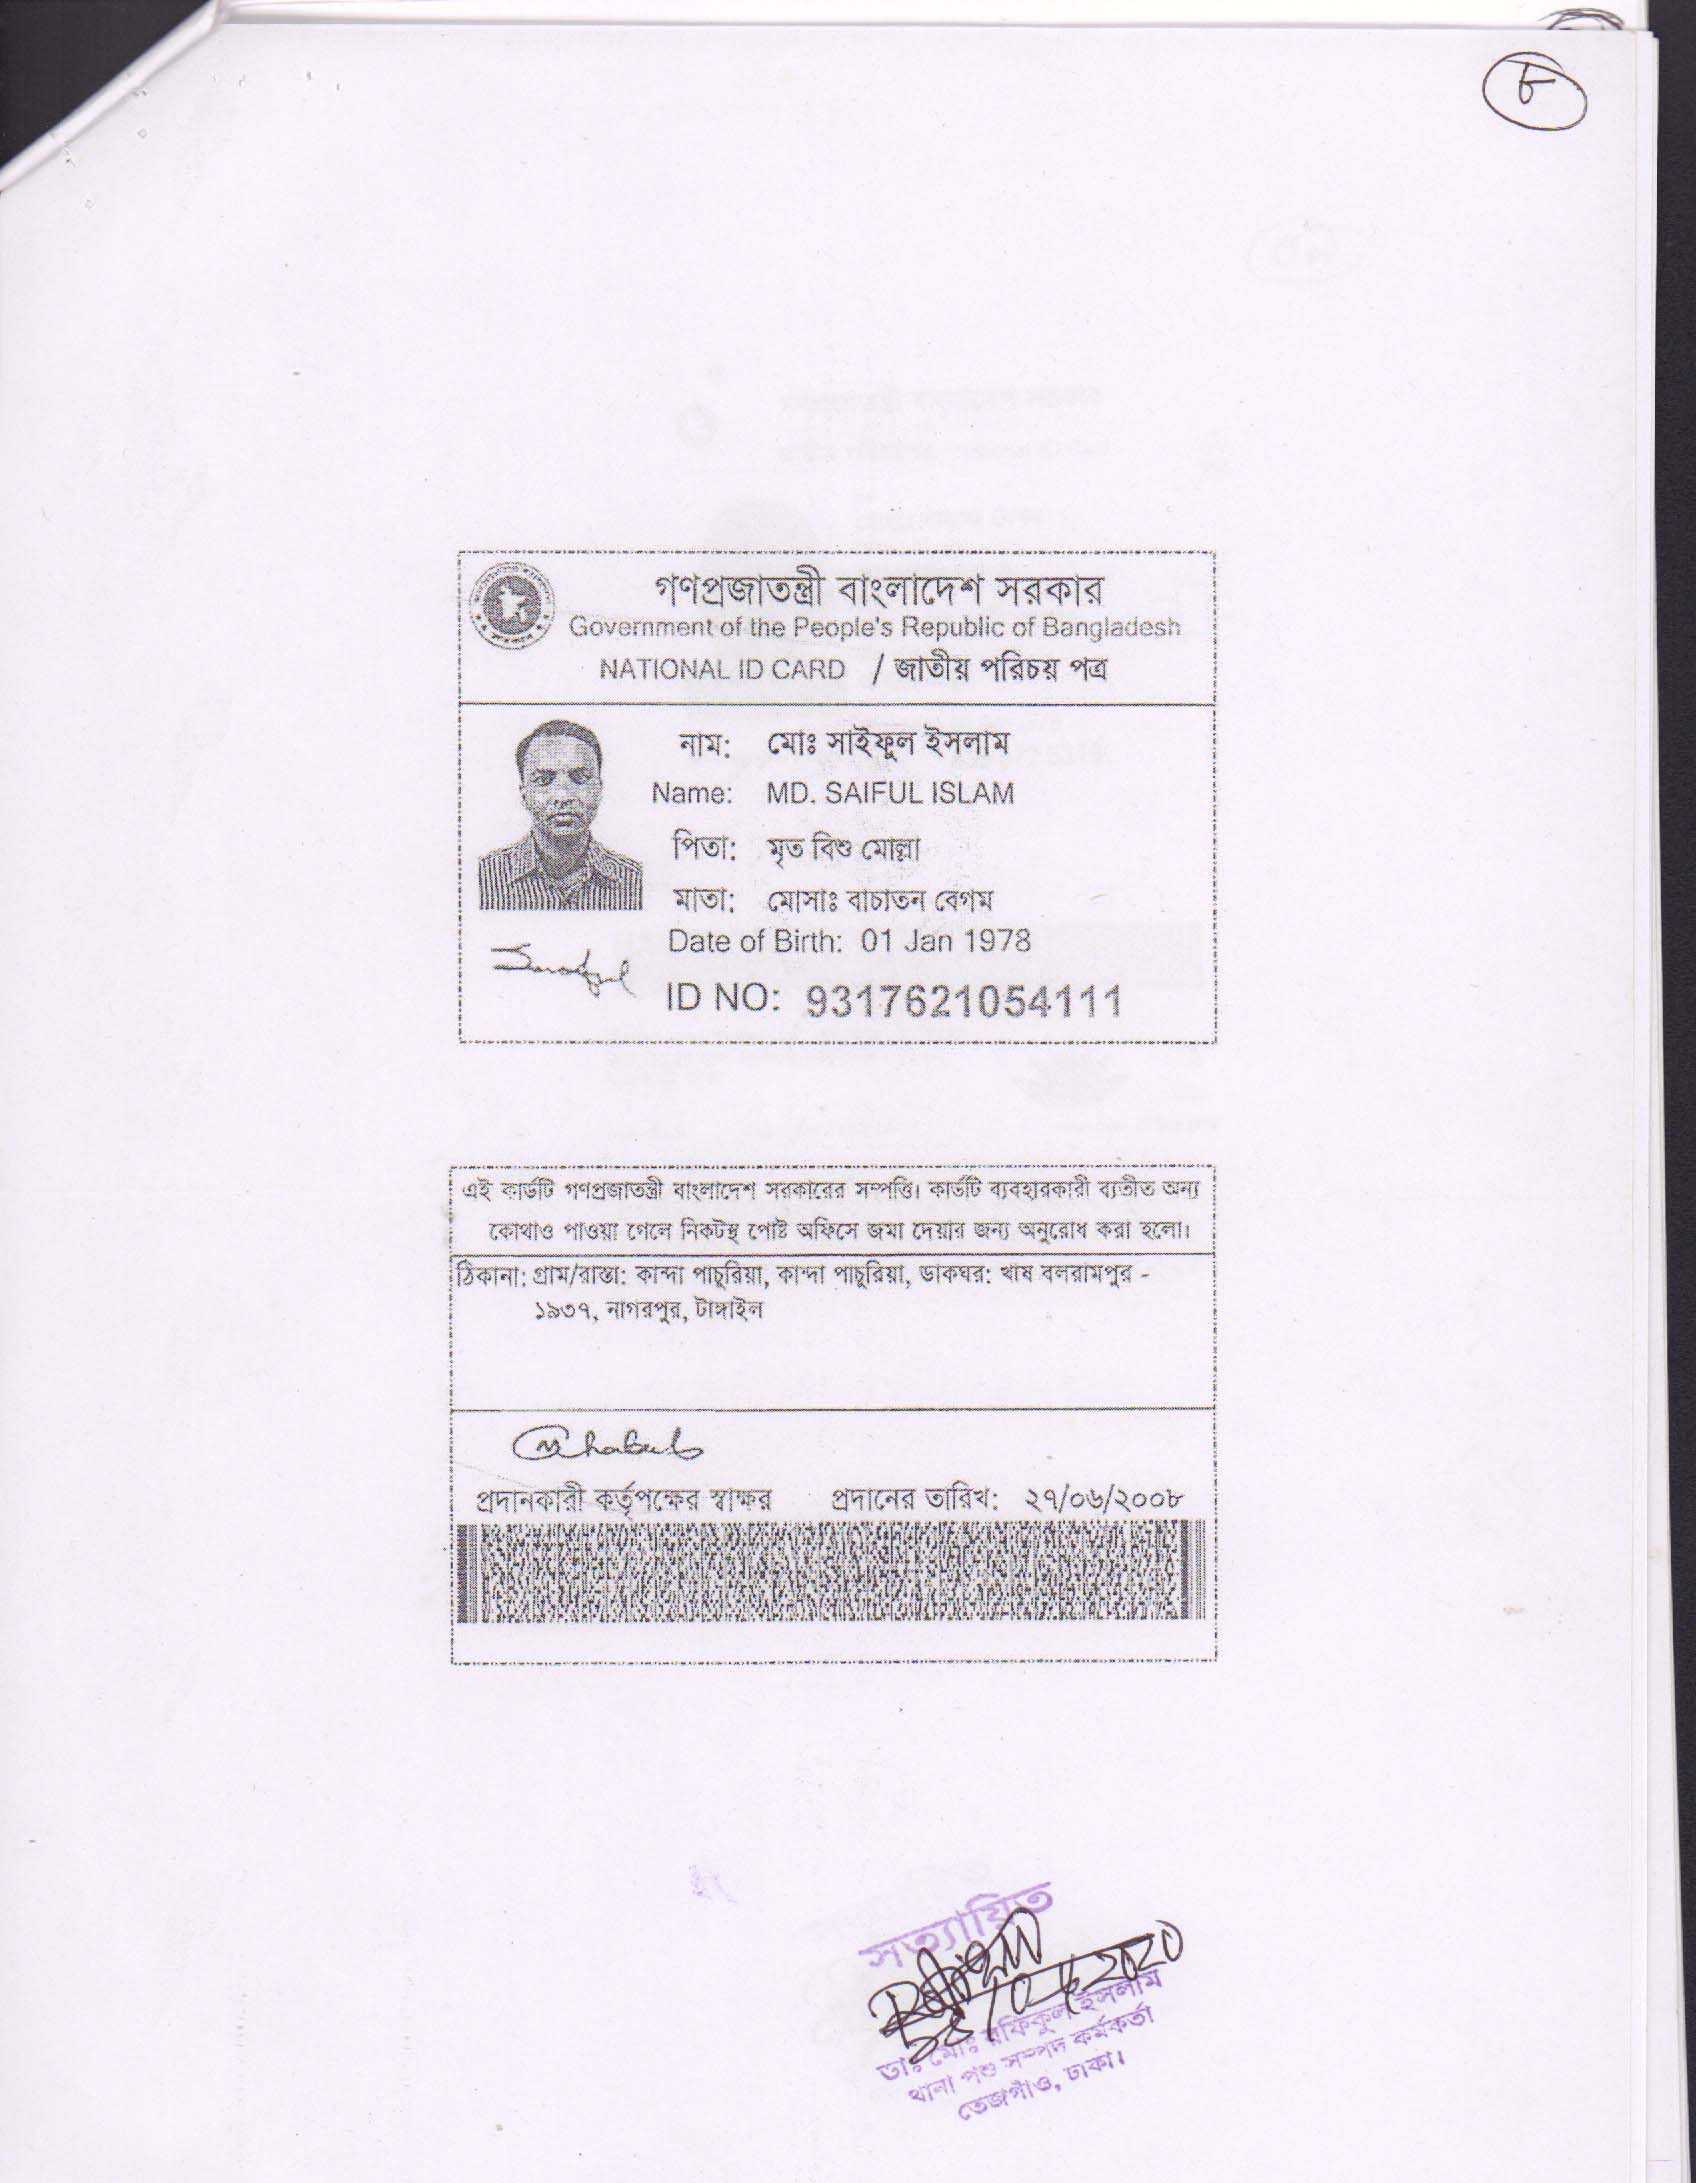 ৮
গণপ্রজাতন্ত্রী বাংলাদেশ সরকার
Government of the People's Republic of Bangladesh
NATIONAL ID CARD / জাতীয় পরিচয় পত্র
নাম: মোঃ সাইফুল ইসলাম
Name: MD. SAIFUL ISLAM
পিতা: মৃত বিশু মোল্লা
মাতা: মোসাঃ বাচাতন বেগম
Date of Birth: 01 Jan 1978
ID NO: 9317621054111
এই কার্ডটি গণপ্রজাতন্ত্রী বাংলাদেশ সরকারের সম্পত্তি। কার্ডটি ব্যবহারকারী ব্যতীত অন্য
কোথাও পাওয়া গেলে নিকটস্থ পোষ্ট অফিসে জমা দেয়ার জন্য অনুরোধ করা হলো।
ঠিকানা: গ্রাম/রাস্তা: কান্দা পাচুরিয়া, কান্দা পাচুরিয়া, ডাকঘর: খাষ বলরামপুর -
১৯৩৭, নাগরপুর, টাঙ্গাইল
প্রদানকারী কর্তৃপক্ষের স্বাক্ষর প্রদানের তারিখ: ২৭/০৬/২০০৮
সত্যায়িত
ডাঃ মোঃ রফিকুল ইসলাম
থানা পশু সম্পদ কর্মকর্তা
তেজগাঁও, ঢাকা।